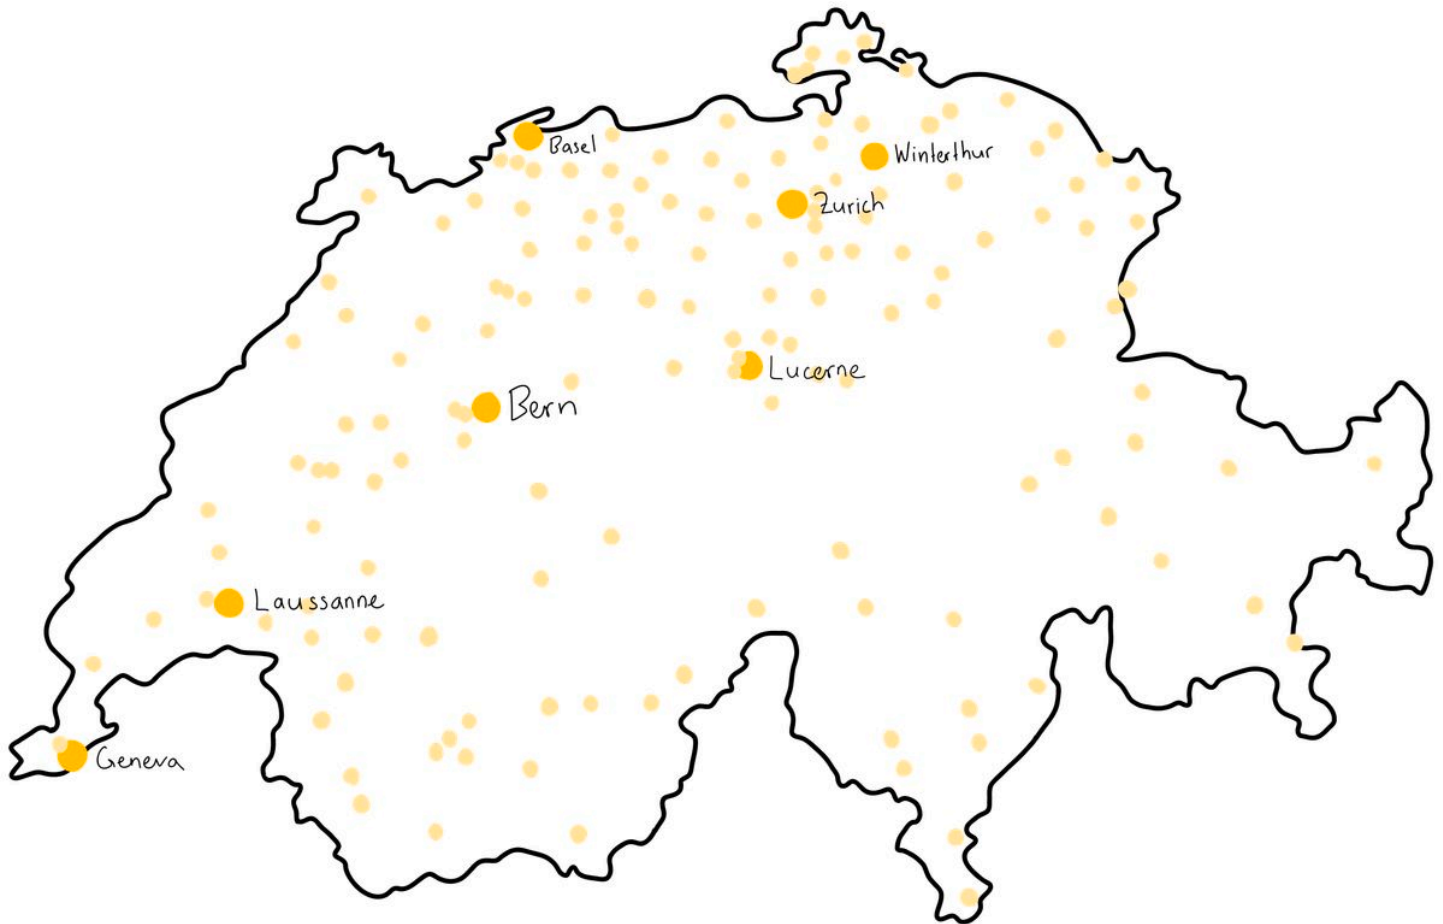 Basel
Winterthur
Zurich
Lucerne
Bern
Laussanne
Geneva